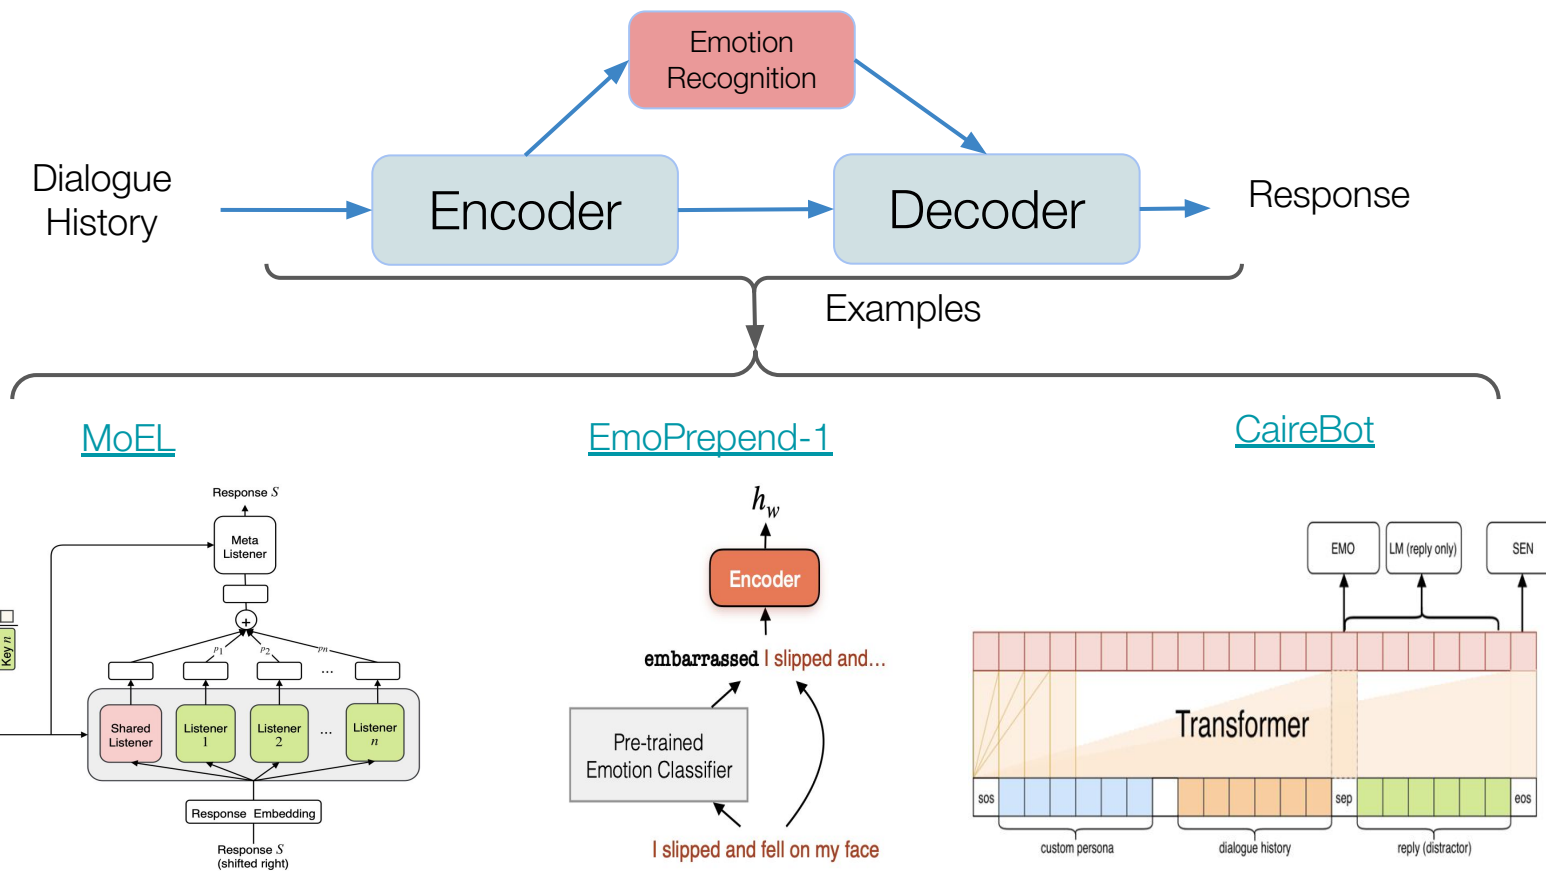 Emotion
Recognition
Dialogue
History
Encoder
Decoder
Response
Examples
MoEL
EmoPrepend-1
CaireBot
Response S
Meta
Listener
+
p1
p2
pn
...
Key n
Shared
Listener
Listener
1
Listener
2
...
Listener
n
Response Embedding
Response S
(shifted right)
hw
Encoder
embarrassed I slipped and...
Pre-trained
Emotion Classifier
I slipped and fell on my face
EMO
LM (reply only)
SEN
Transformer
sos
sep
eos
custom persona
dialogue history
reply (distractor)